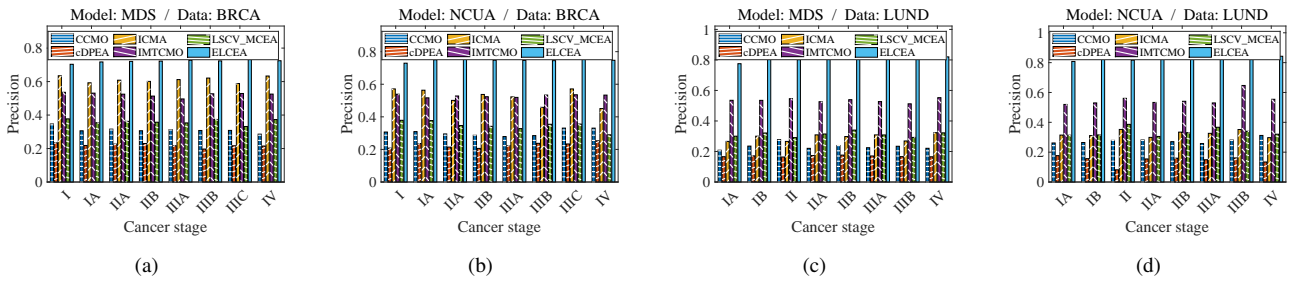 Model: MDS / Data: BRCA
CCMO ICMA LSCV_MCEA
cDPEA IMTCMO ELCEA
0.8
0.6
0.4
0.2
0
Precision
I IA IIA IIB IIIA IIIB IIIC IV
Cancer stage
(a)
Model: NCUA / Data: BRCA
CCMO ICMA LSCV_MCEA
cDPEA IMTCMO ELCEA
0.8
0.6
0.4
0.2
0
Precision
I IA IIA IIB IIIA IIIB IIIC IV
Cancer stage
(b)
Model: MDS / Data: LUND
CCMO ICMA LSCV_MCEA
cDPEA IMTCMO ELCEA
1
0.8
0.6
0.4
0.2
0
Precision
IA IB II IIA IIB IIIA IIIB IV
Cancer stage
(c)
Model: NCUA / Data: LUND
CCMO ICMA LSCV_MCEA
cDPEA IMTCMO ELCEA
1
0.8
0.6
0.4
0.2
0
Precision
IA IB II IIA IIB IIIA IIIB IV
Cancer stage
(d)